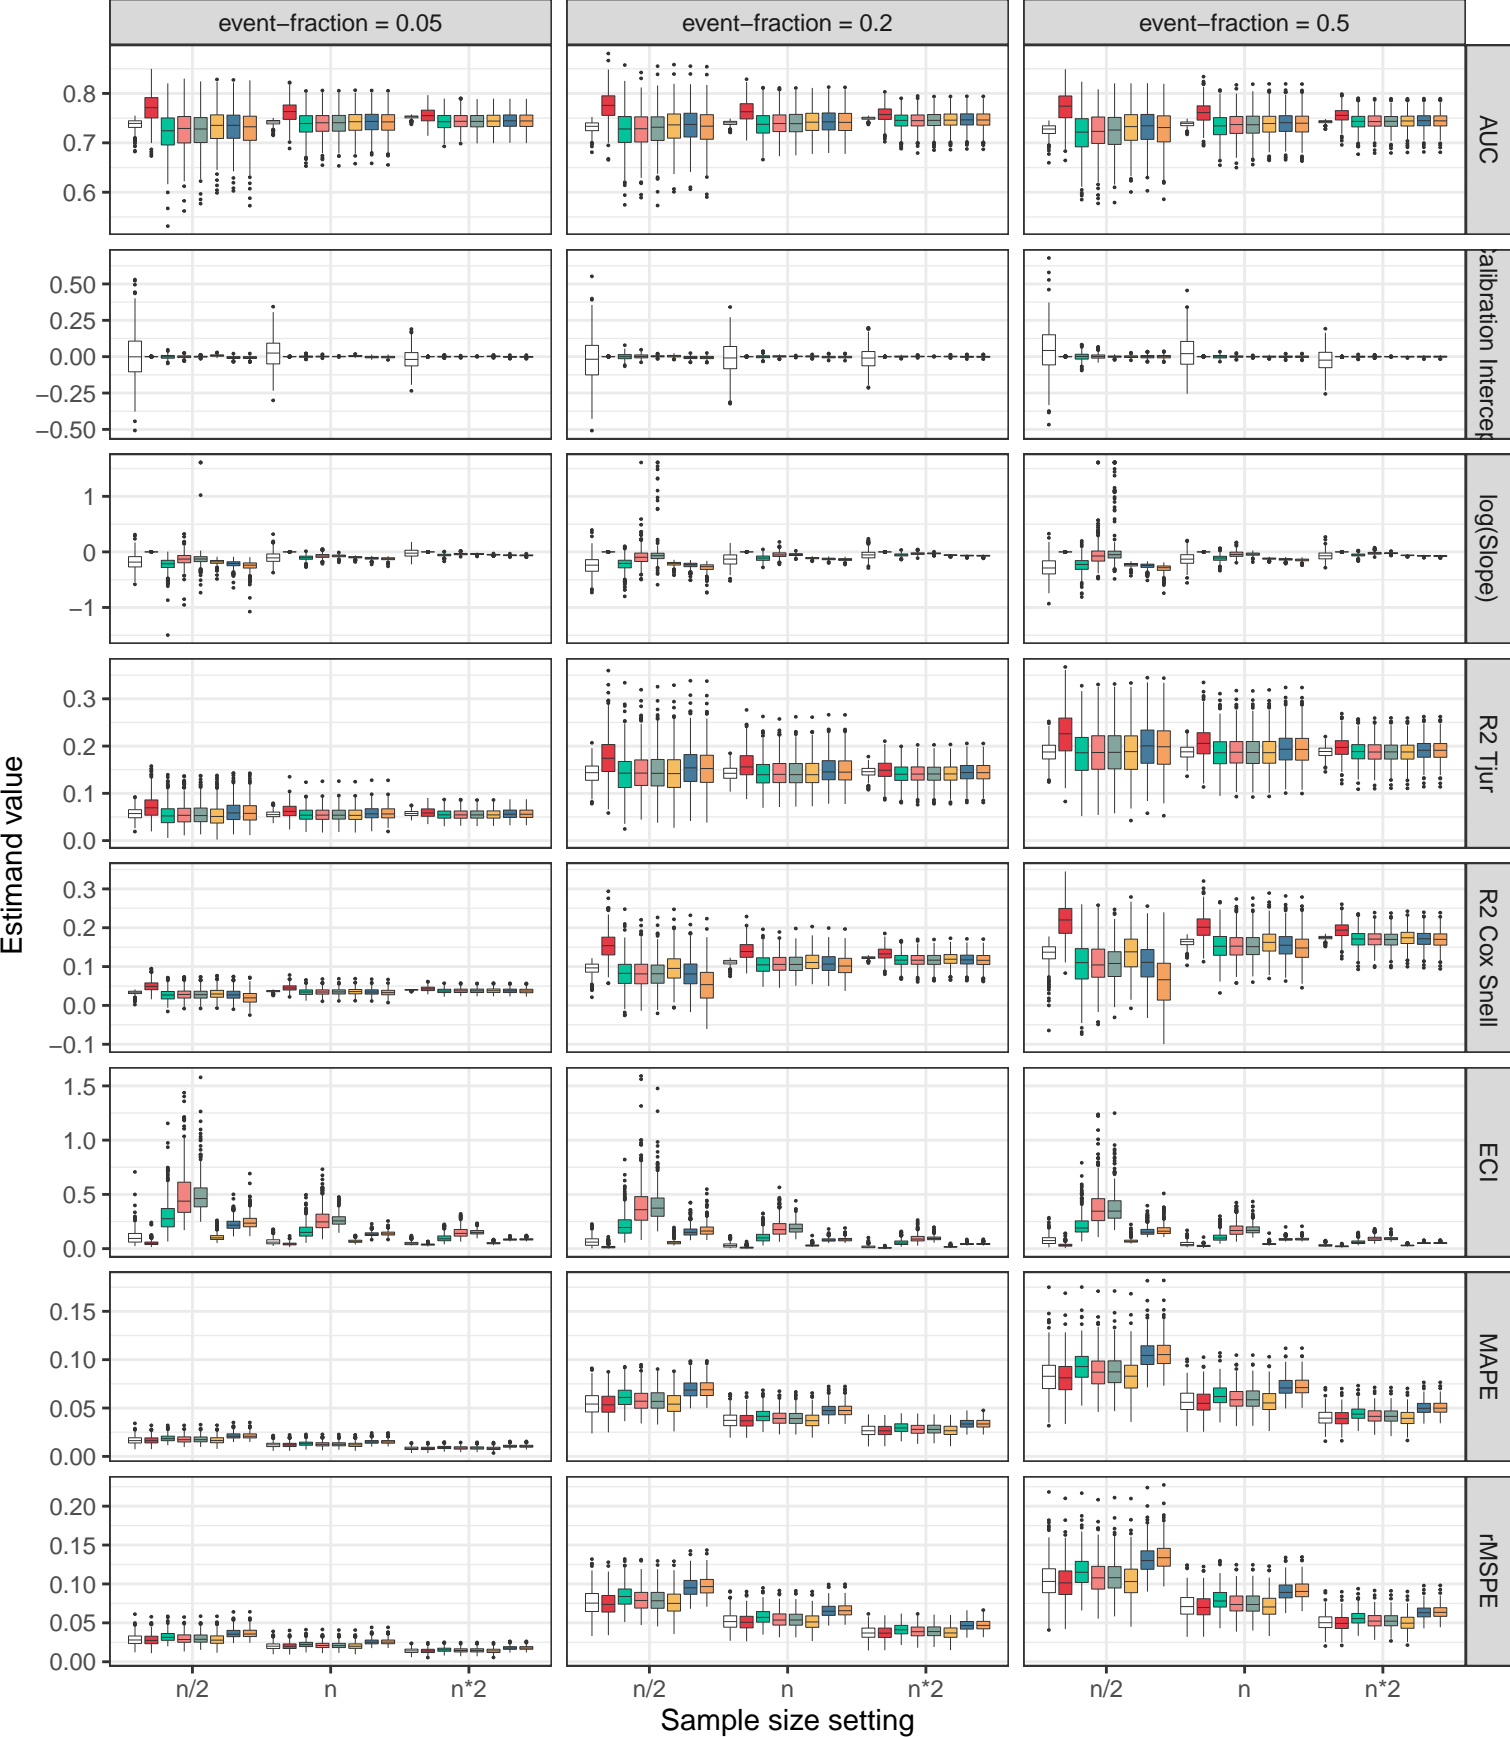 event−fraction = 0.05
event−fraction = 0.2
event−fraction = 0.5
0.8
0.7
0.6
AUC
0.50
0.25
0.00
−0.25
−0.50
alibration Intercep
1
0
−1
log(Slope)
0.3
0.2
0.1
0.0
R2 Tjur
0.3
0.2
0.1
0.0
−0.1
R2 Cox Snell
1.5
1.0
0.5
0.0
ECI
0.15
0.10
0.05
0.00
MAPE
0.20
0.15
0.10
0.05
0.00
rMSPE
n/2
n
n*2
n/2
n
n*2
n/2
n
n*2
Sample size setting
Estimand value